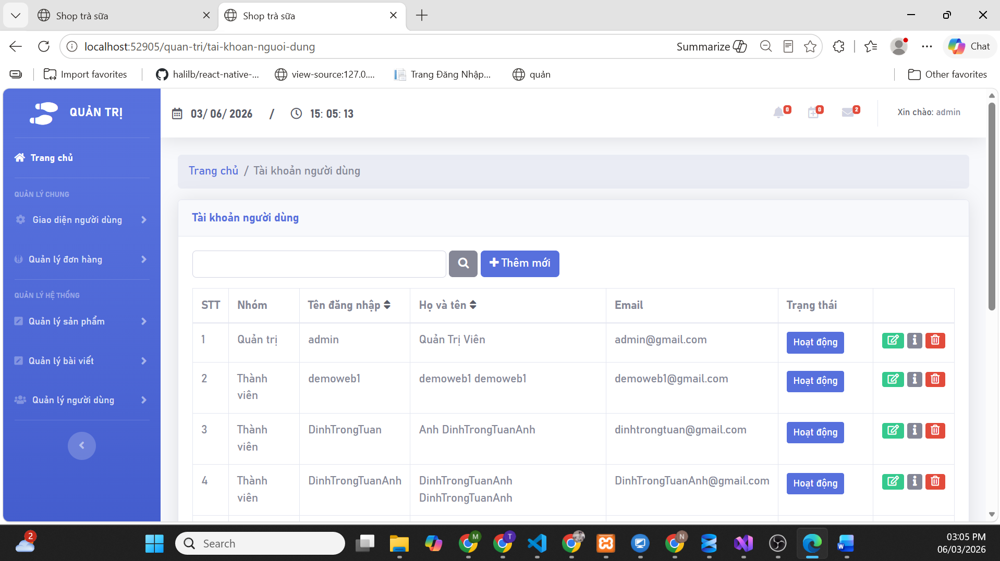 Shop trà sữa
Shop trà sữa
localhost:52905/quan-tri/tai-khoan-nguoi-dung
Summarize
Chat
Import favorites
halilb/react-native-...
view-source:127.0....
Trang Đăng Nhập...
quản
Other favorites
QUẢN TRỊ
03/ 06/ 2026 / 15: 05: 13
0
0
2
Xin chào: admin
Trang chủ
QUẢN LÝ CHUNG
Giao diện người dùng
Quản lý đơn hàng
QUẢN LÝ HỆ THỐNG
Quản lý sản phẩm
Quản lý bài viết
Quản lý người dùng
Trang chủ / Tài khoản người dùng
Tài khoản người dùng
Thêm mới
STT Nhóm Tên đăng nhập Họ và tên Email Trạng thái
1 Quản trị admin Quản Trị Viên admin@gmail.com Hoạt động
2 Thành viên demoweb1 demoweb1 demoweb1 demoweb1@gmail.com Hoạt động
3 Thành viên DinhTrongTuan Anh DinhTrongTuanAnh dinhtrongtuan@gmail.com Hoạt động
4 Thành viên DinhTrongTuanAnh DinhTrongTuanAnh DinhTrongTuanAnh DinhTrongTuanAnh@gmail.com Hoạt động
2
Search
M
T
N
03:05 PM
06/03/2026